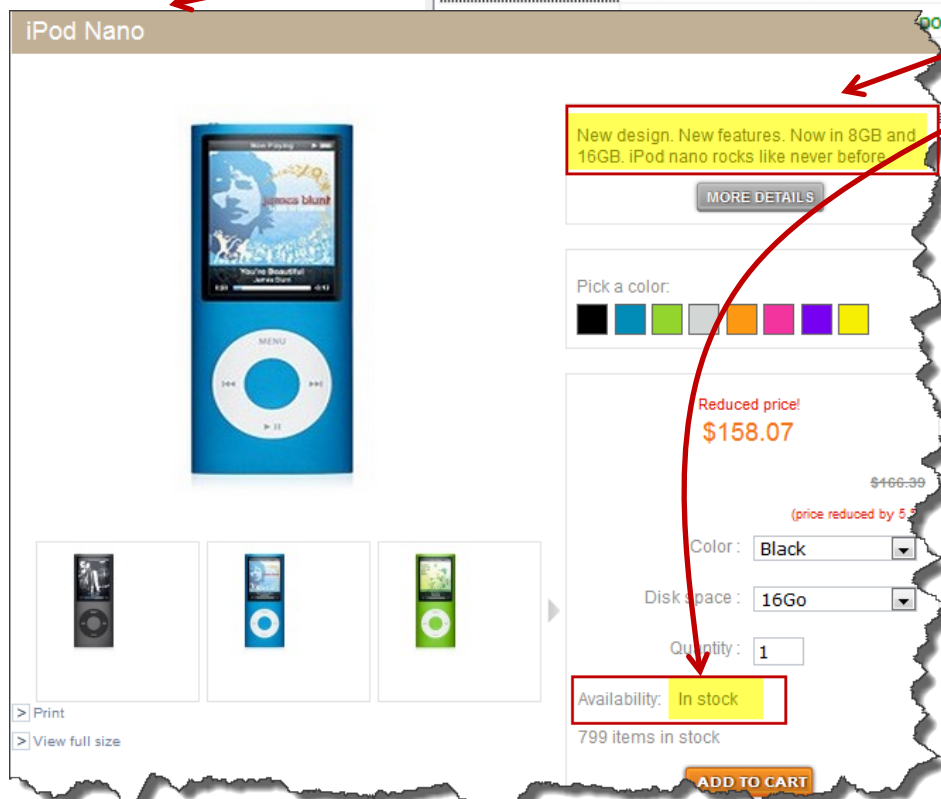 iPod Nano
New design. New features. Now in 8GB and
16GB. iPod nano rocks like never before
MORE DETAILS
Now Playing
james blunt
You're Beautiful
James Blunt
MENU
Pick a color:
Reduced price!
$158.07
$166.39
(price reduced by 5.5
Color : Black
Disk space : 16Go
Quantity : 1
Availability: In stock
799 items in stock
ADD TO CART
> Print
> View full size